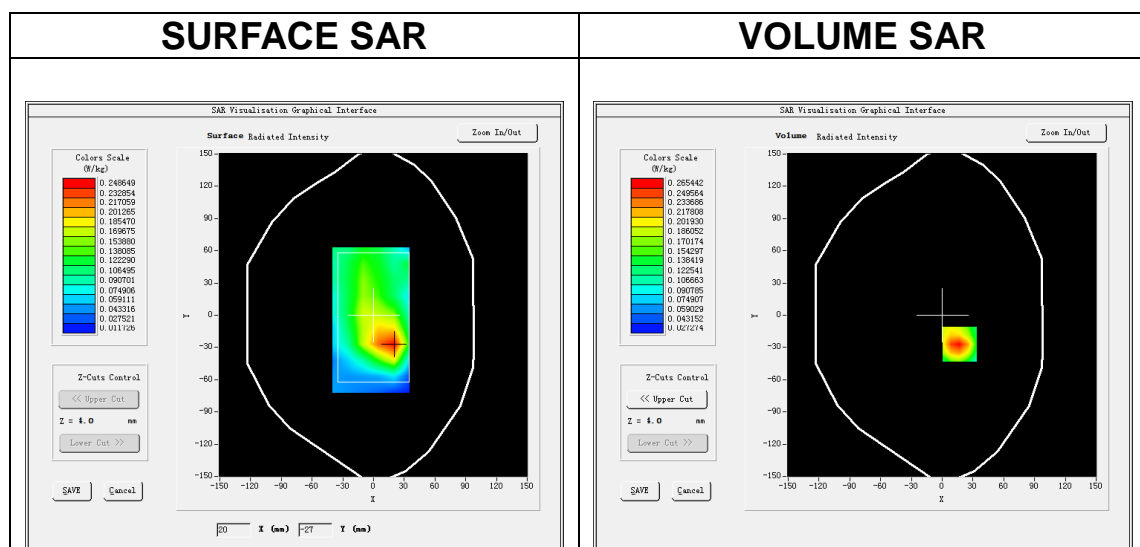 SURFACE SAR
SAR Visualisation Graphical Interface
Surface Radiated Intensity
Zoom In/Out
Colors Scale
(W/kg)
0.248649
0.232854
0.217059
0.201265
0.185470
0.169675
0.153880
0.138085
0.122290
0.106495
0.090701
0.074906
0.059111
0.043316
0.027521
0.011726
150
120
90
60
30
0
-30
-60
-90
-120
-150
Y
-150 -120 -90 -60 -30 0 30 60 90 120 150
X
Z-Cuts Control
<< Upper Cut
Z = 4.0 mm
Lower Cut >>
SAVE Cancel
20 X (mm) -27 Y (mm)
VOLUME SAR
SAR Visualisation Graphical Interface
Volume Radiated Intensity
Zoom In/Out
Colors Scale
(W/kg)
0.265442
0.249564
0.233686
0.217808
0.201930
0.186052
0.170174
0.154297
0.138419
0.122541
0.106663
0.090785
0.074907
0.059029
0.043152
0.027274
150
120
90
60
30
0
-30
-60
-90
-120
-150
Y
-150 -120 -90 -60 -30 0 30 60 90 120 150
X
Z-Cuts Control
<< Upper Cut
Z = 4.0 mm
Lower Cut >>
SAVE Cancel